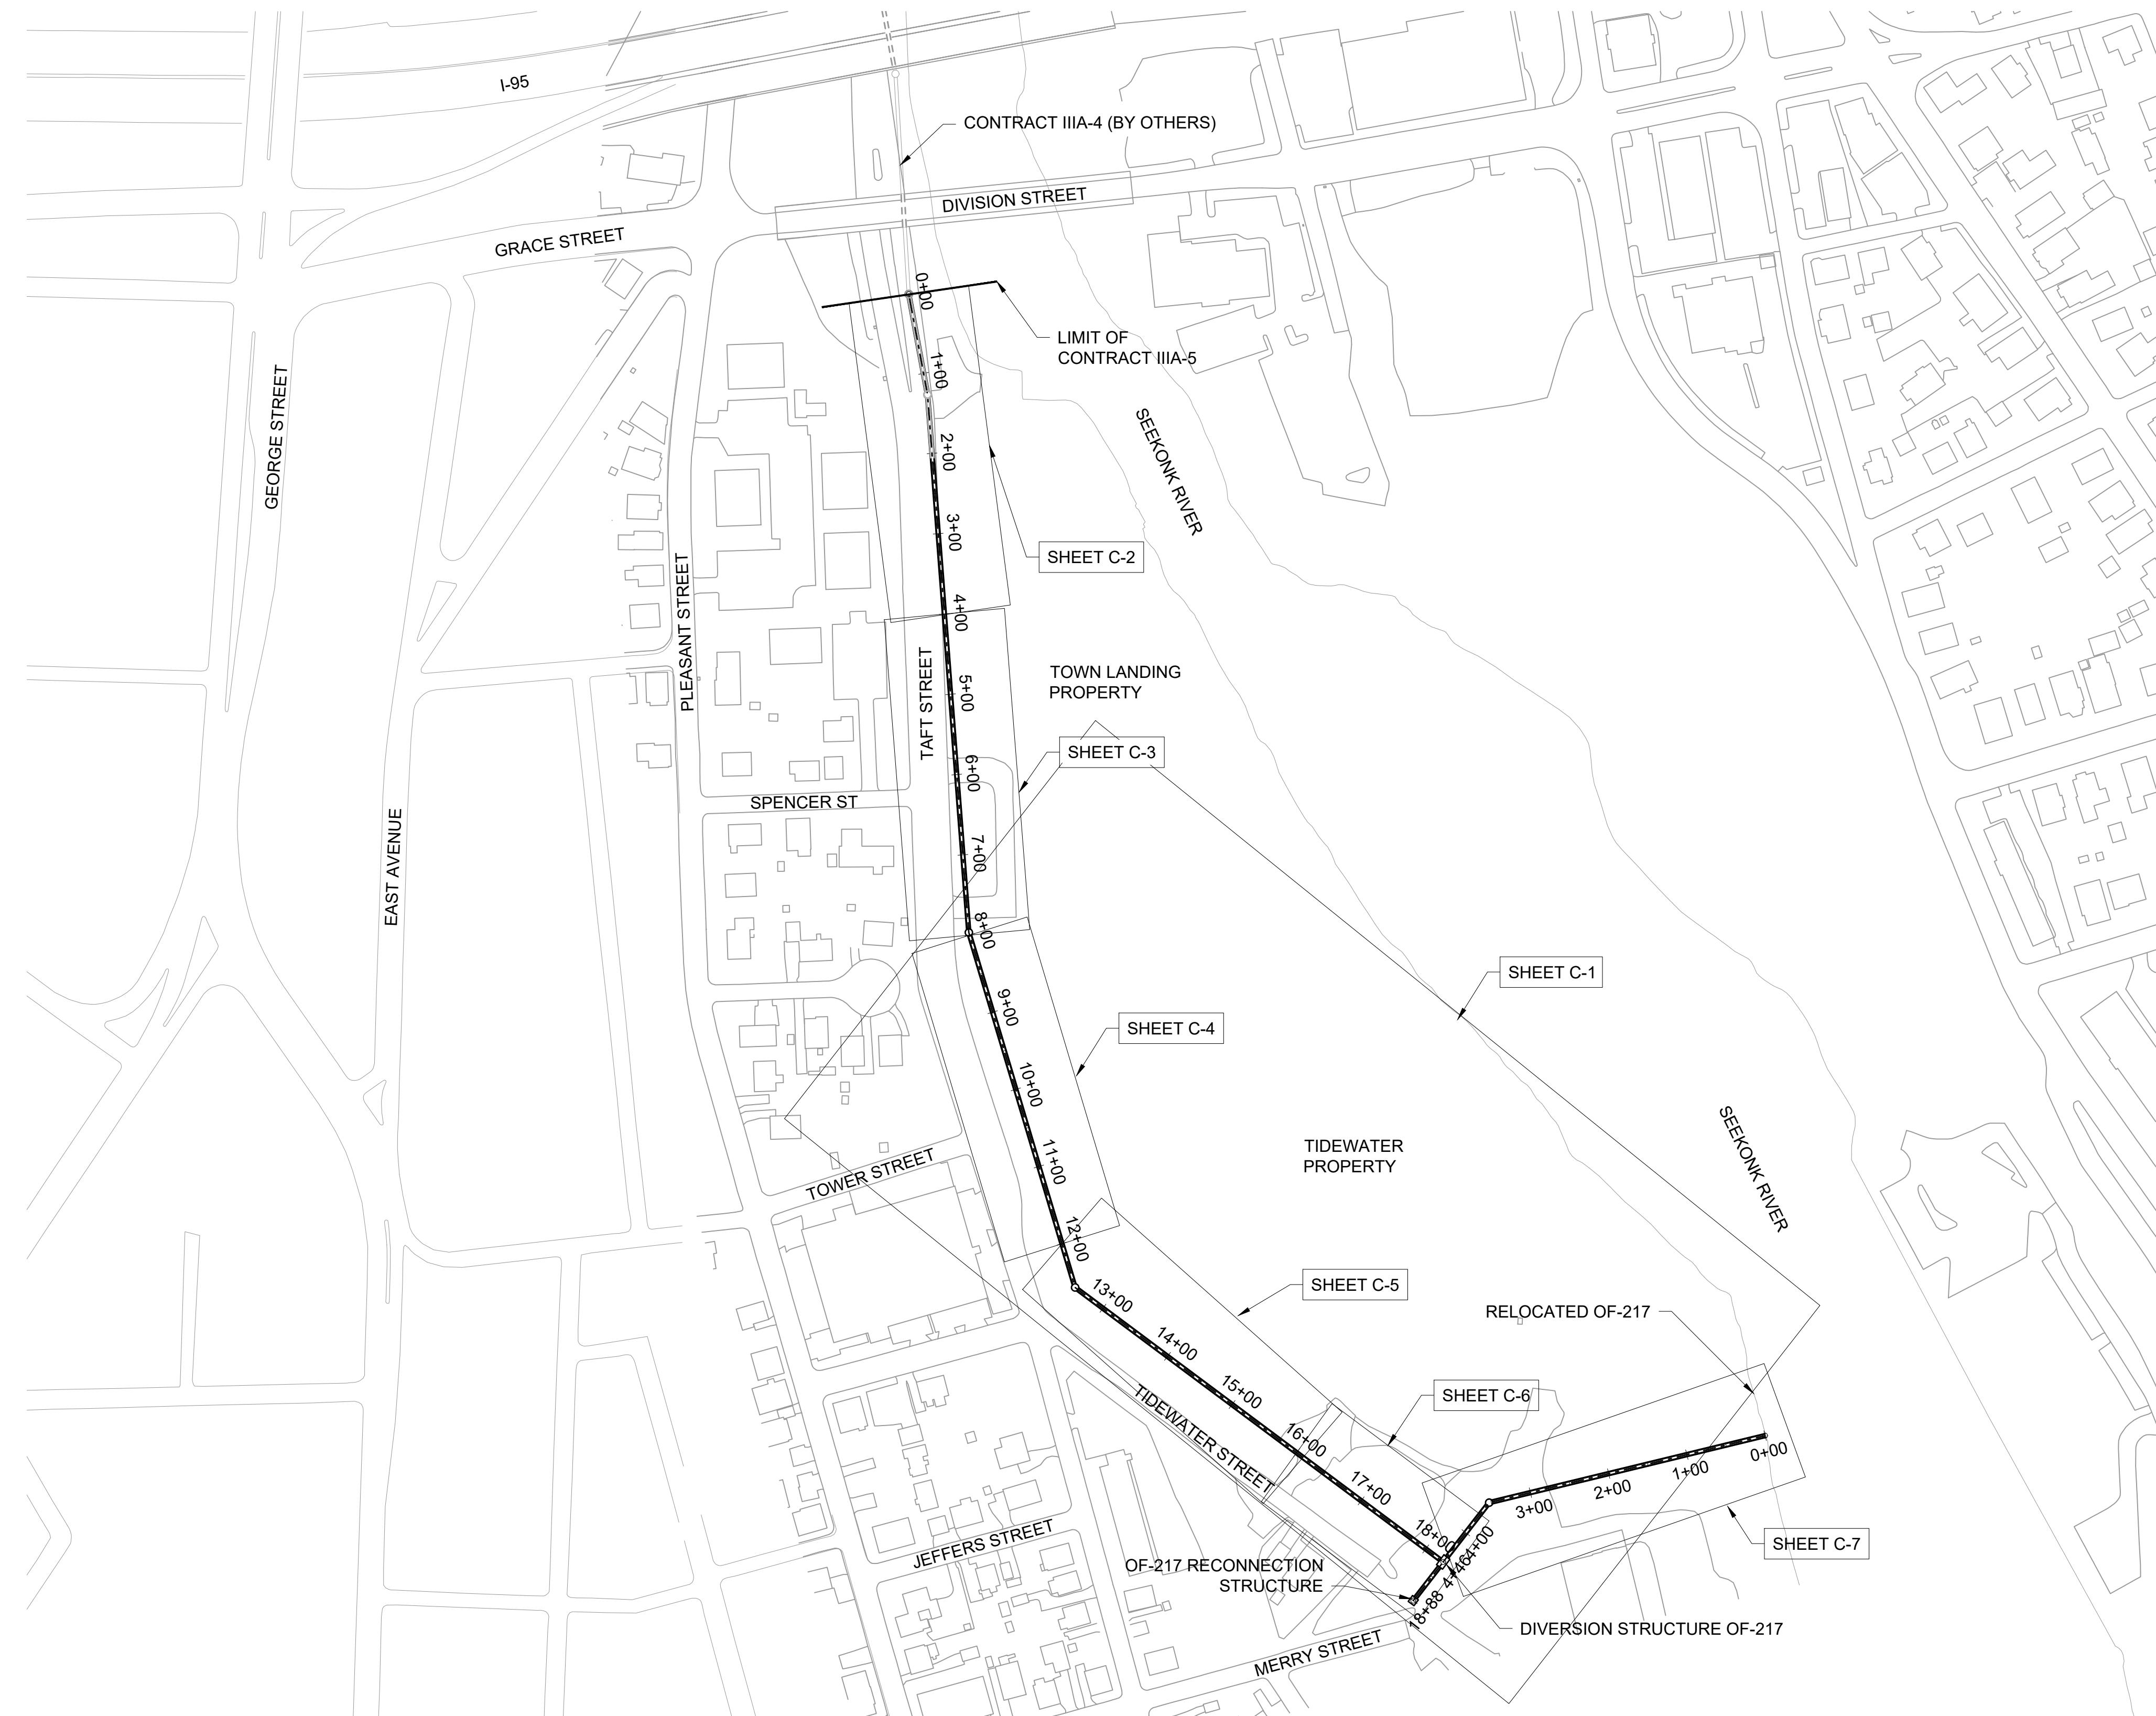 I-95
CONTRACT IIIA-4 (BY OTHERS)
DIVISION STREET
GRACE STREET
0+00
LIMIT OF
CONTRACT IIIA-5
1+00
GEORGE STREET
SEEKONK RIVER
2+00
3+00
SHEET C-2
PLEASANT STREET
4+00
TAFT STREET
5+00
TOWN LANDING
PROPERTY
SHEET C-3
6+00
SPENCER ST
EAST AVENUE
7+00
8+00
SHEET C-1
9+00
SHEET C-4
10+00
11+00
TIDEWATER
PROPERTY
SEEKONK RIVER
TOWER STREET
12+00
13+00
SHEET C-5
RELOCATED OF-217
14+00
15+00
SHEET C-6
TIDEWATER STREET
16+00
17+00
18+00
0+00
1+00
2+00
3+00
4+00
4+46
18+88
SHEET C-7
JEFFERS STREET
OF-217 RECONNECTION
STRUCTURE
DIVERSION STRUCTURE OF-217
MERRY STREET